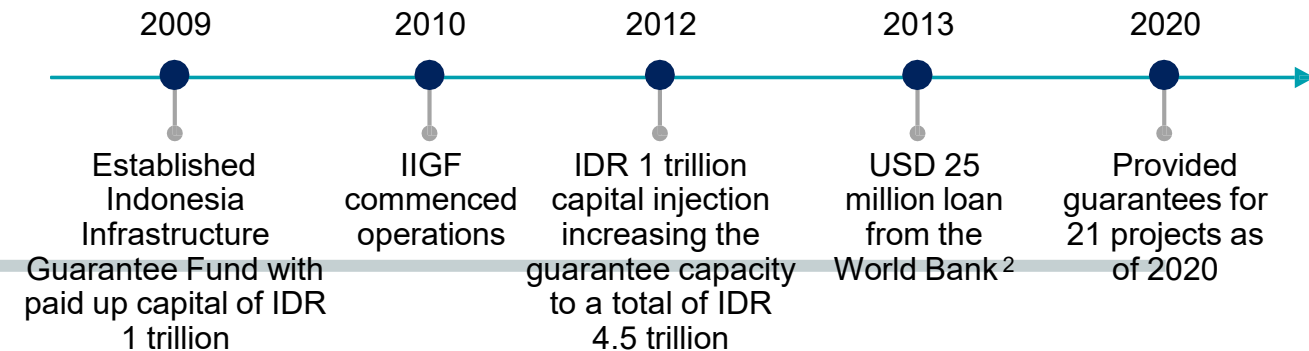 2009
2010
2012
2013
2020
Established
Indonesia
Infrastructure
Guarantee Fund with
paid up capital of IDR
1 trillion
IIGF
commenced
operations
IDR 1 trillion
capital injection
increasing the
guarantee capacity
to a total of IDR
4.5 trillion
USD 25
million loan
from the
World Bank 2
Provided
guarantees for
21 projects as
of 2020